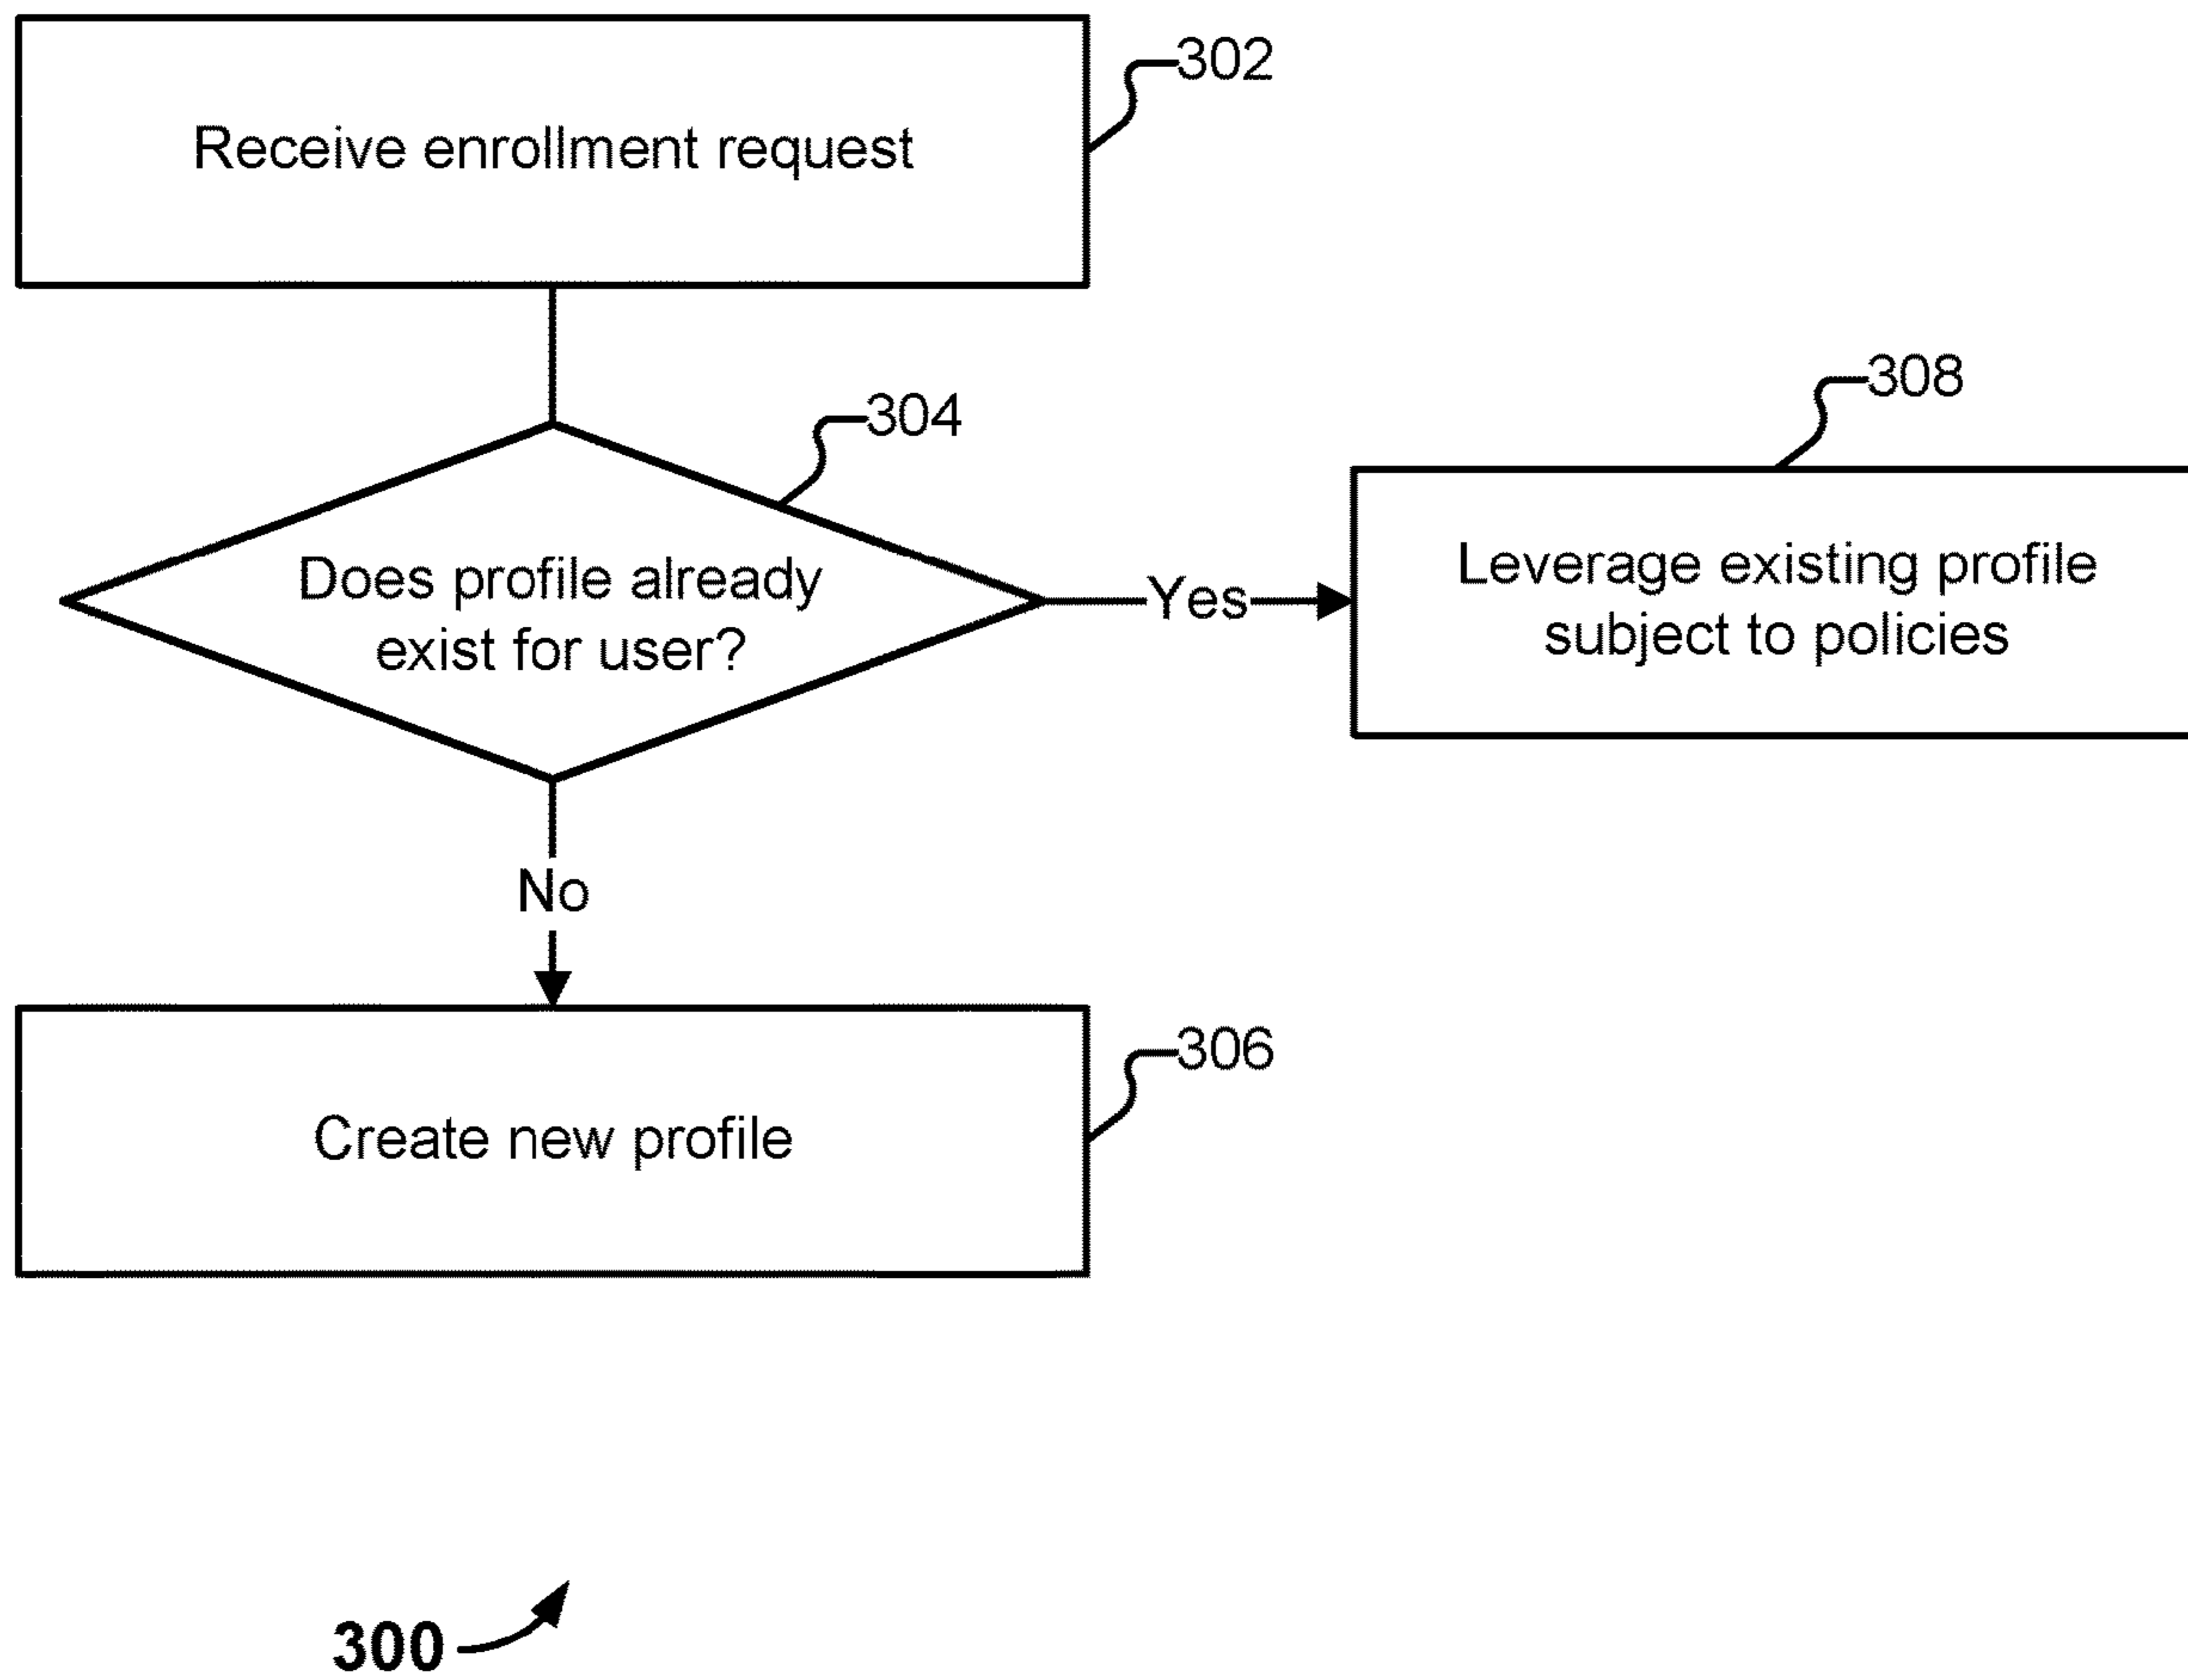 302
Receive enrollment request
304
308
Does profile already
exist for user?
Yes
Leverage existing profile
subject to policies
No
306
Create new profile
300